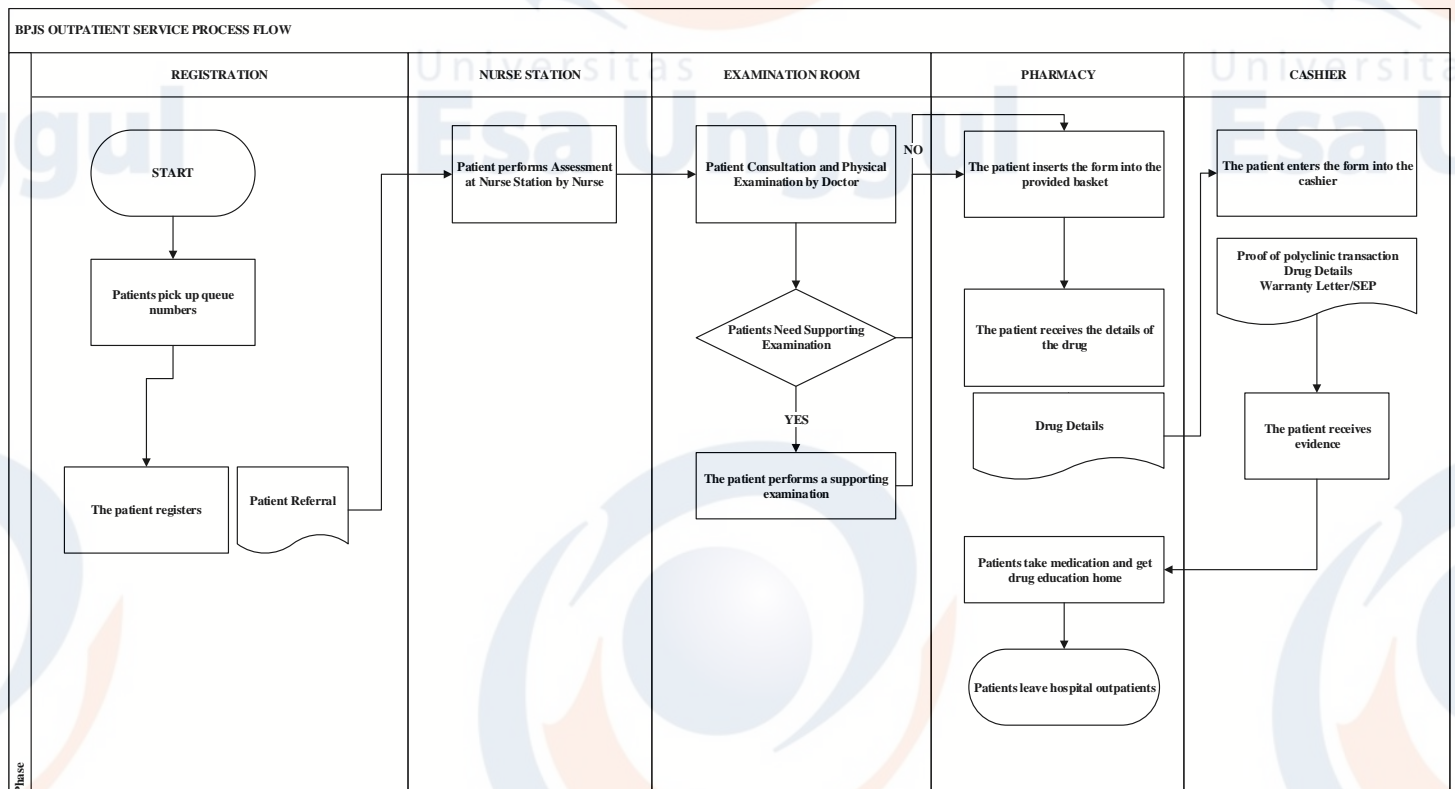 BPJS OUTPATIENT SERVICE PROCESS FLOW
REGISTRATION
NURSE STATION
EXAMINATION ROOM
PHARMACY
CASHIER
Universitas
Esa Unggul
nggul
Universita
Esa Un
START
Patients pick up queue
numbers
The patient registers
Patient Referral
Patient performs Assessment
at Nurse Station by Nurse
Patient Consultation and Physical
Examination by Doctor
Patients Need Supporting
Examination
NO
YES
The patient performs a supporting
examination
The patient inserts the form into the
provided basket
The patient receives the details of
the drug
Drug Details
The patient enters the form into the
cashier
Proof of polyclinic transaction
Drug Details
Warranty Letter/SEP
The patient receives
evidence
Patients take medication and get
drug education home
Patients leave hospital outpatients
Phase